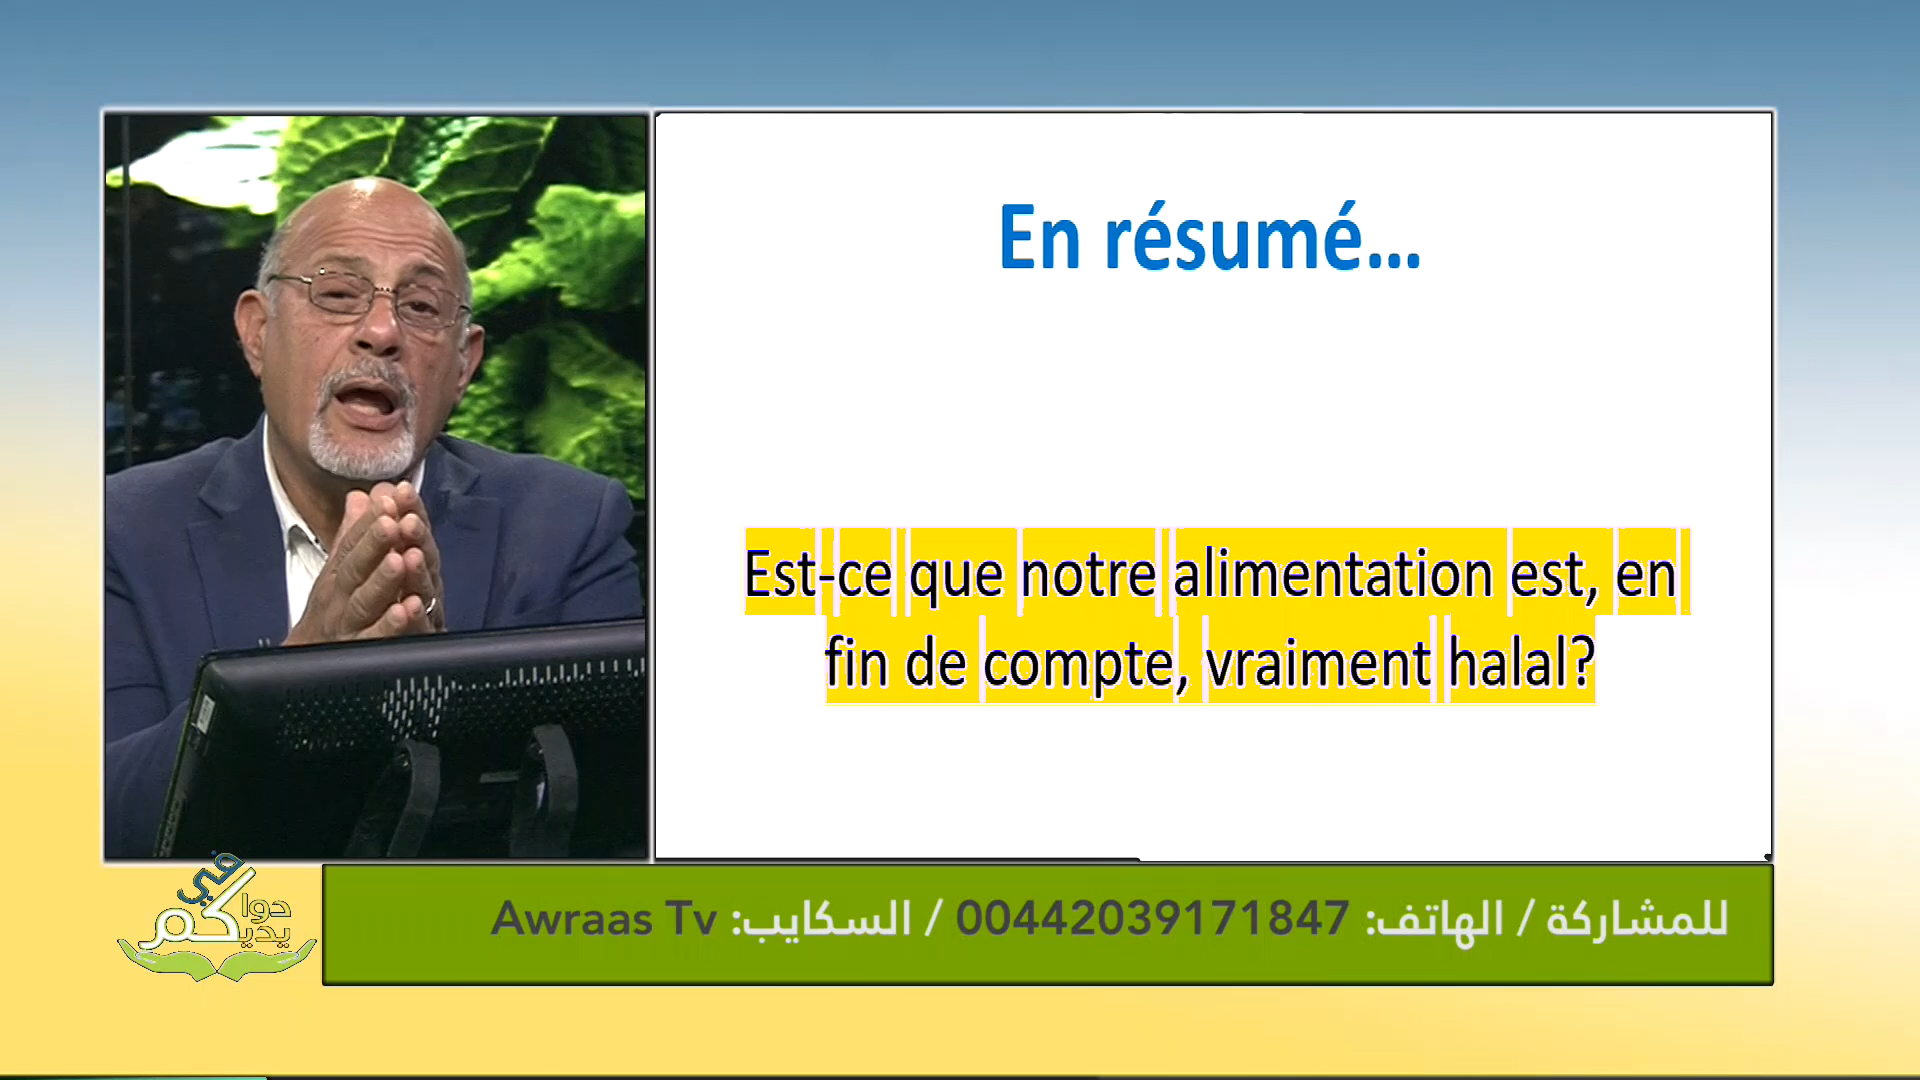 En résumé...
Est-ce que notre alimentation est, en
fin de compte, vraiment halal?
دواكم في يديكم
للمشاركة / الهاتف: 00442039171847 / السكايب: Awraas Tv